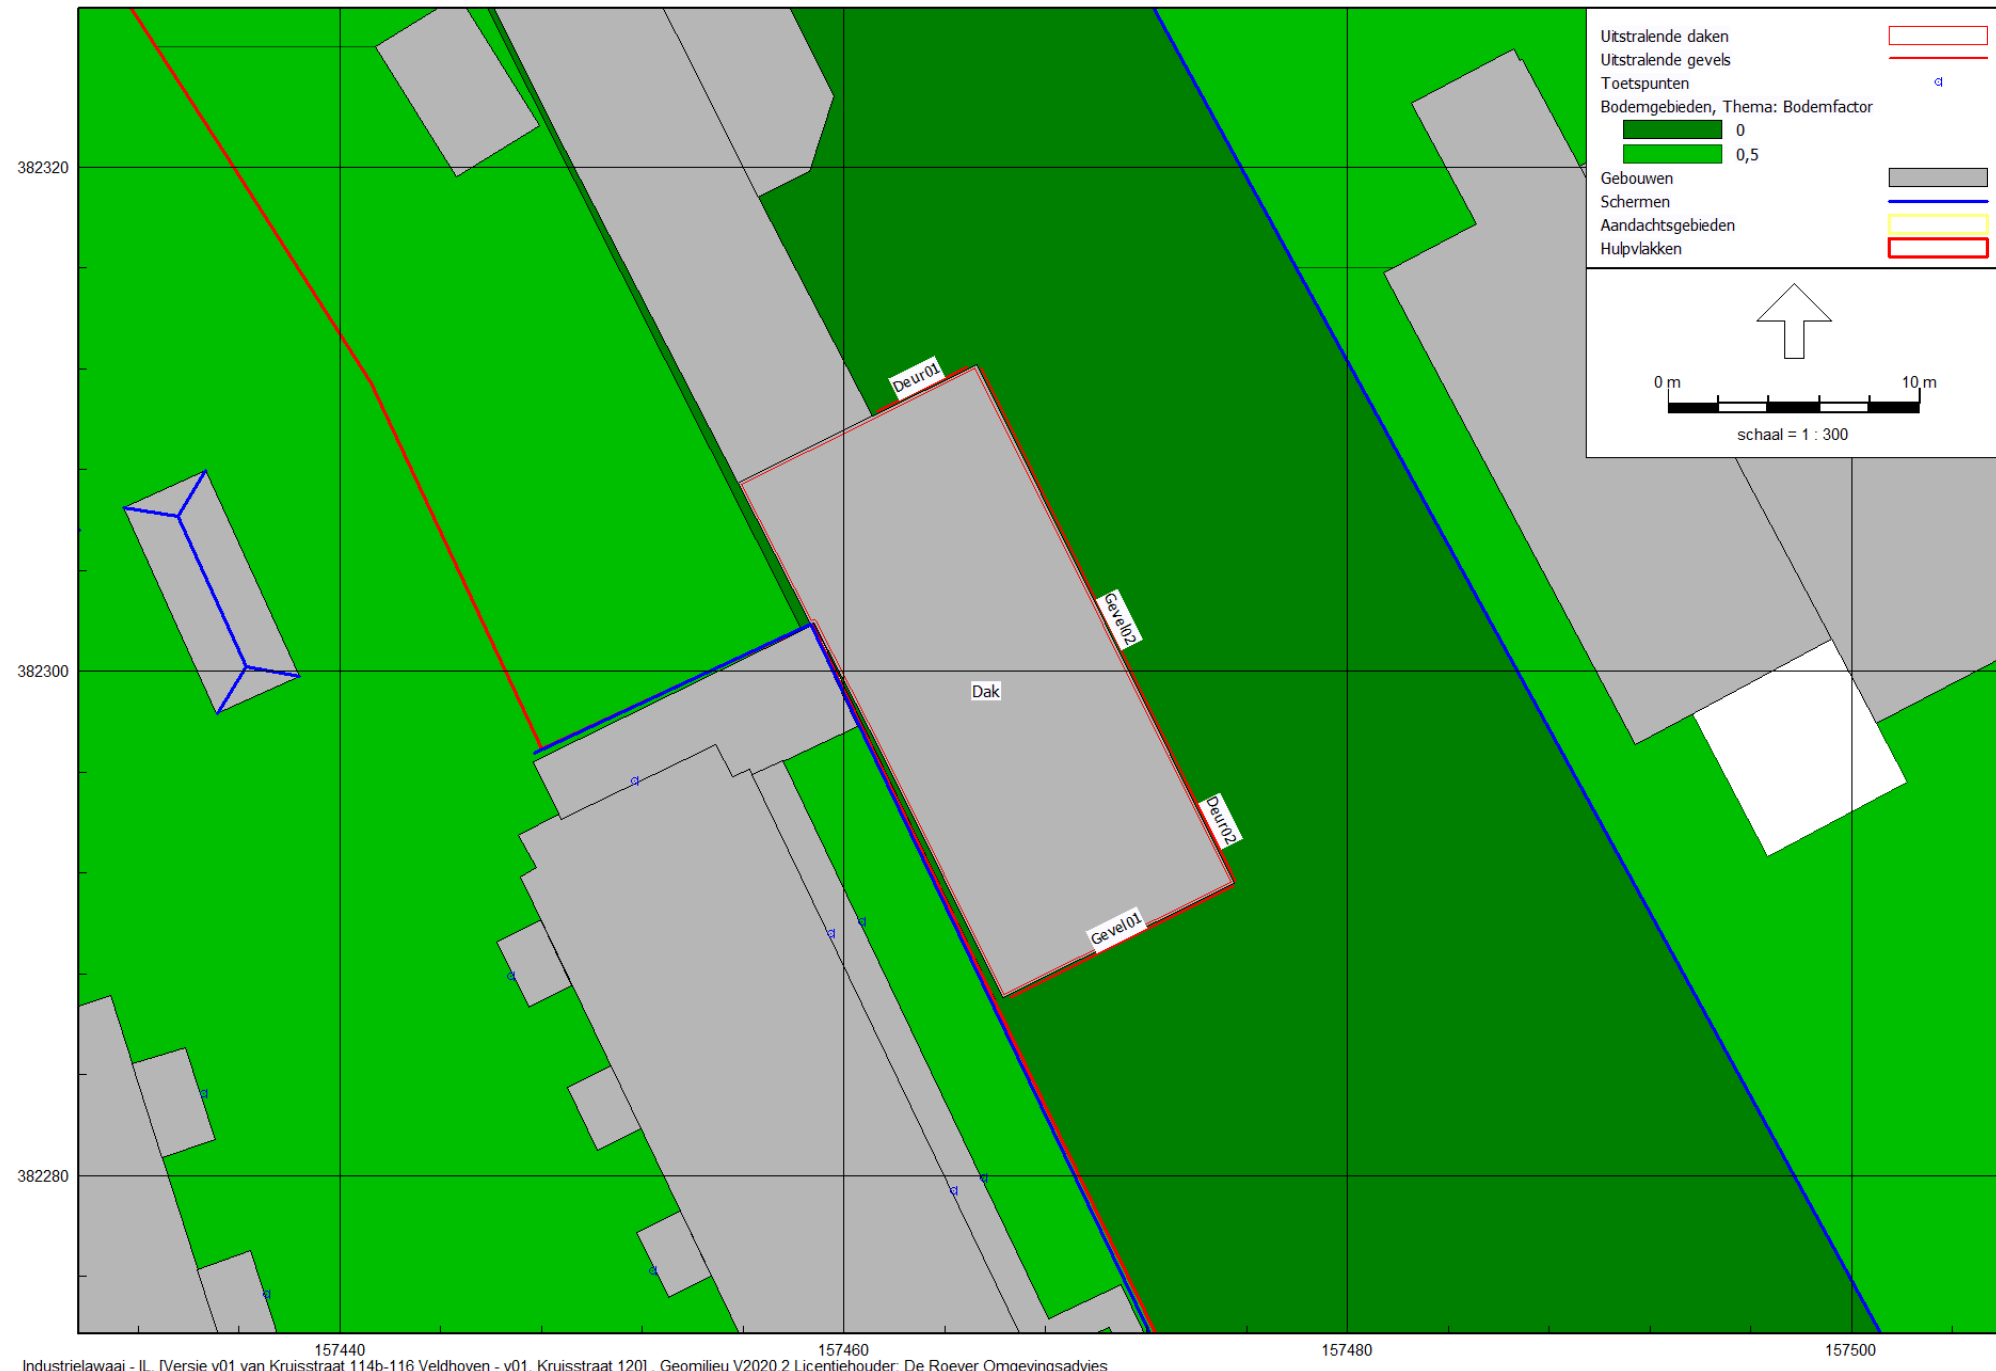 Uitstralende daken
Uitstralende gevels
Toetspunten
Bodemgebieden, Thema: Bodemfactor
0
0,5
Gebouwen
Schermen
Aandachtsgebieden
Hulpvlakken
0 m 10 m
schaal = 1 : 300
382320
382300
382280
Deur01
Gevel02
Dak
Deur02
Gevel01
157440 157460 157480 157500
Industrielawaai - IL, [Versie v01 van Kruisstraat 114b-116 Veldhoven - v01, Kruisstraat 120] , Geomilieu V2020.2 Licentiehouder: De Roever Omgevingsadvies